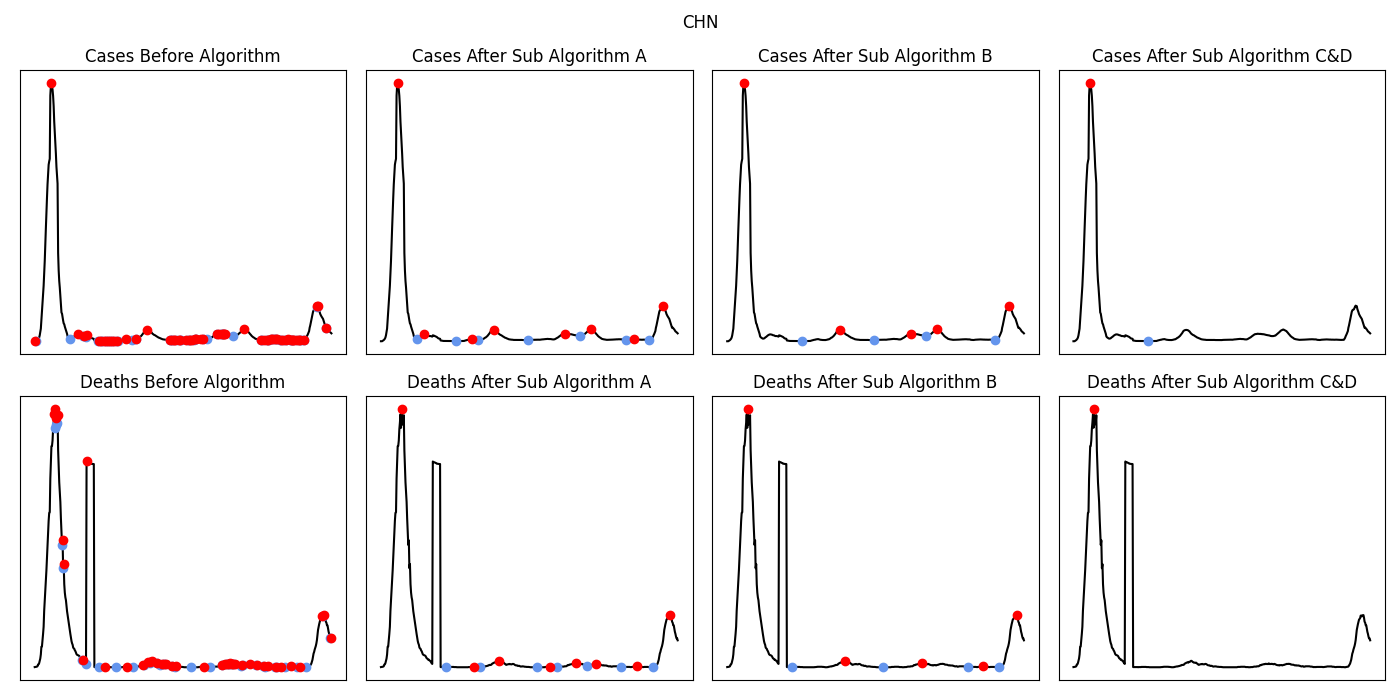 CHN
Cases Before Algorithm
Cases After Sub Algorithm A
Cases After Sub Algorithm B
Cases After Sub Algorithm C&D
Deaths Before Algorithm
Deaths After Sub Algorithm A
Deaths After Sub Algorithm B
Deaths After Sub Algorithm C&D